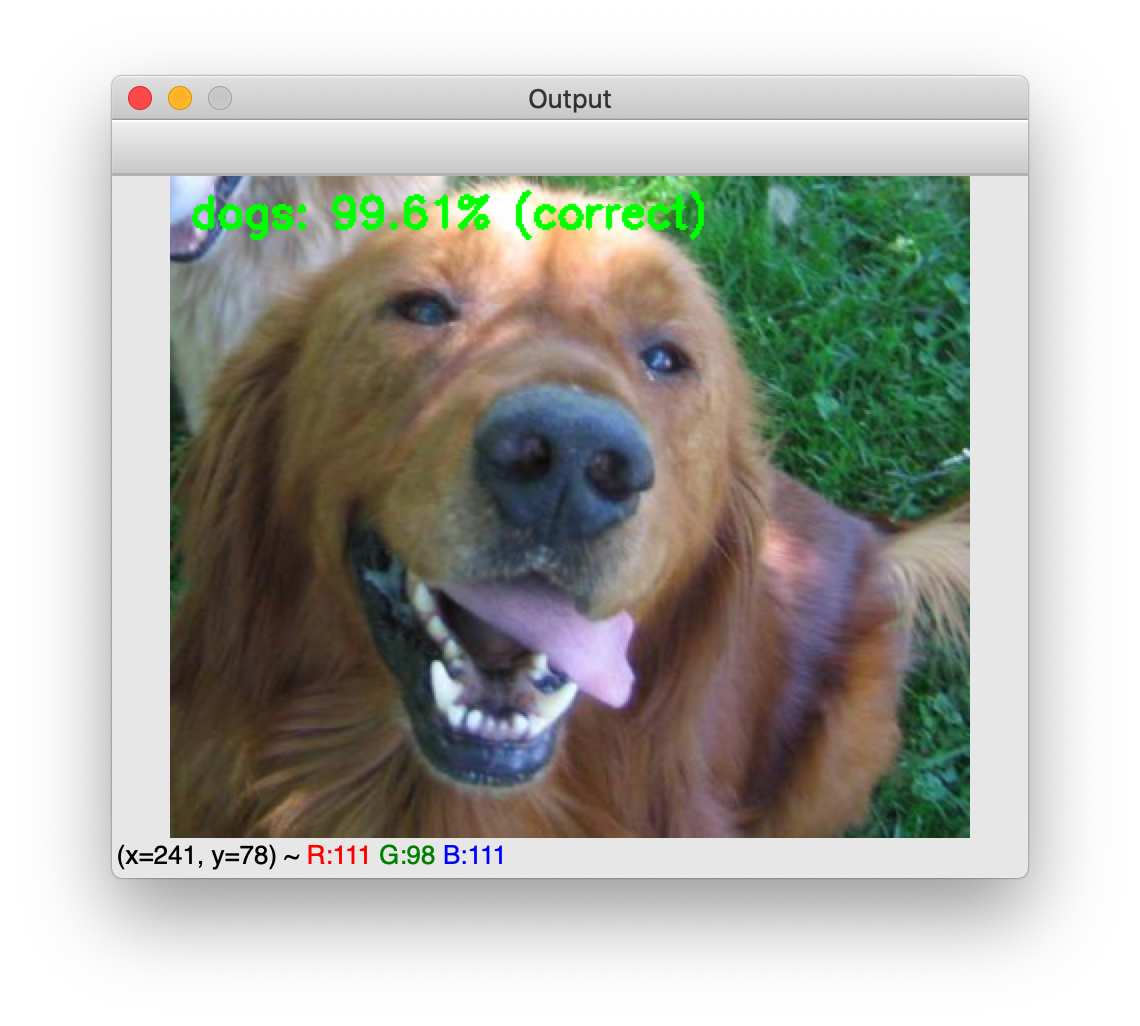 Output
dogs: 99.61% (correct)
(x=241, y=78) ~ R:111 G:98 B:111